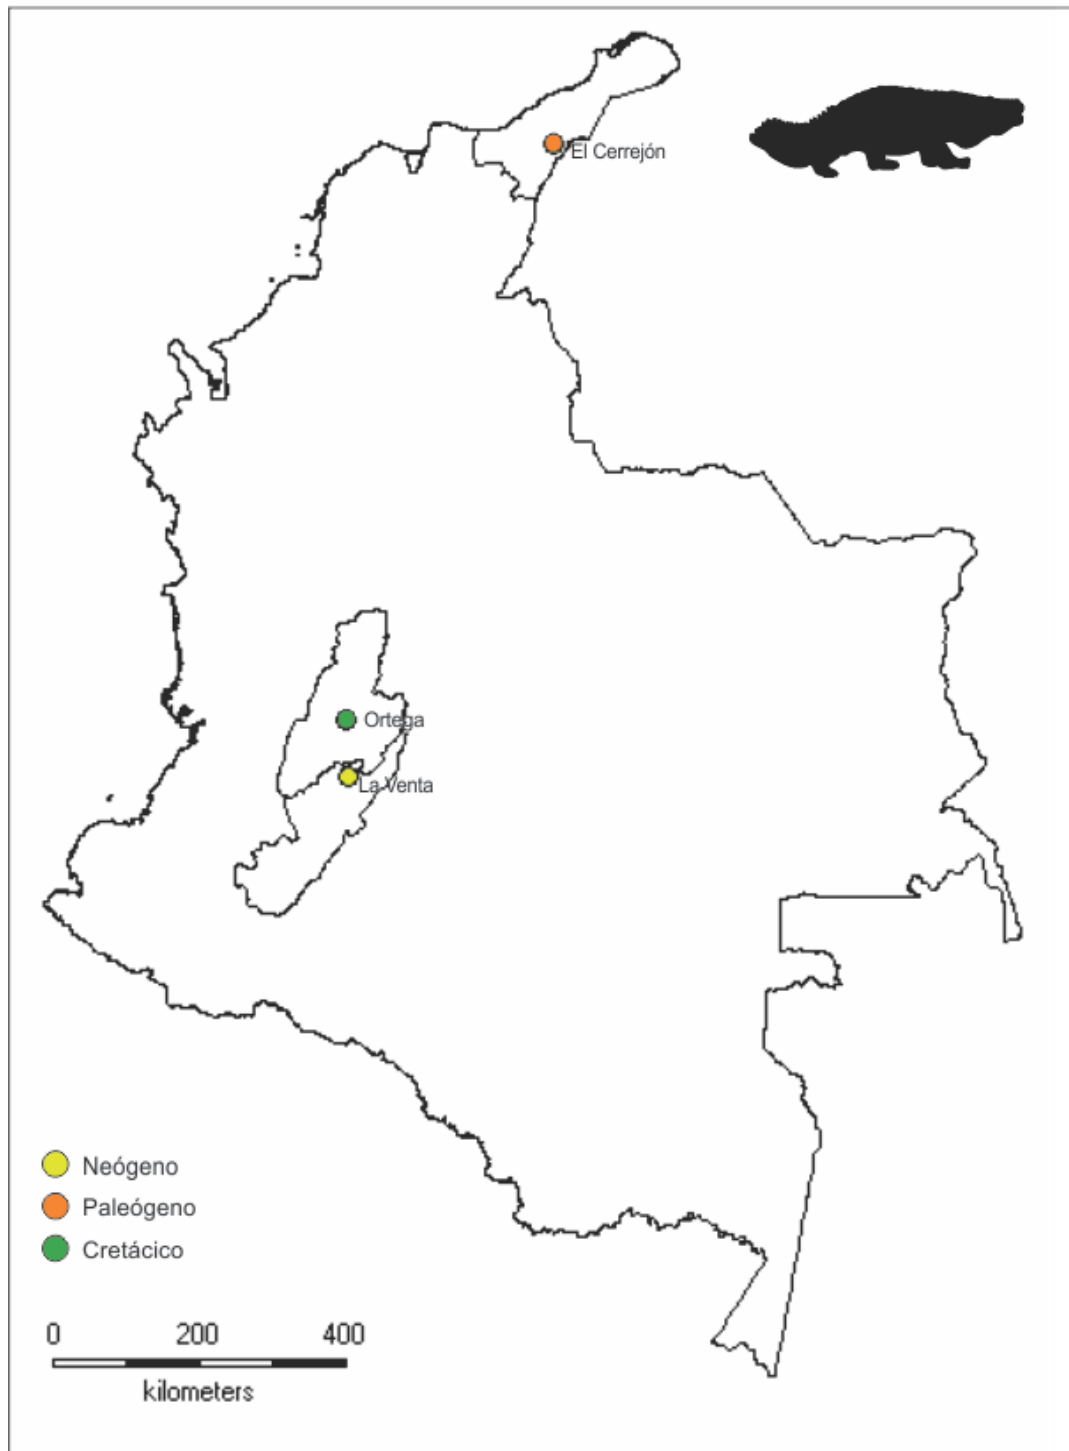 El Cerrejón
Ortega
La Venta
Neógeno
Paleógeno
Cretácico
0 200 400
kilometers